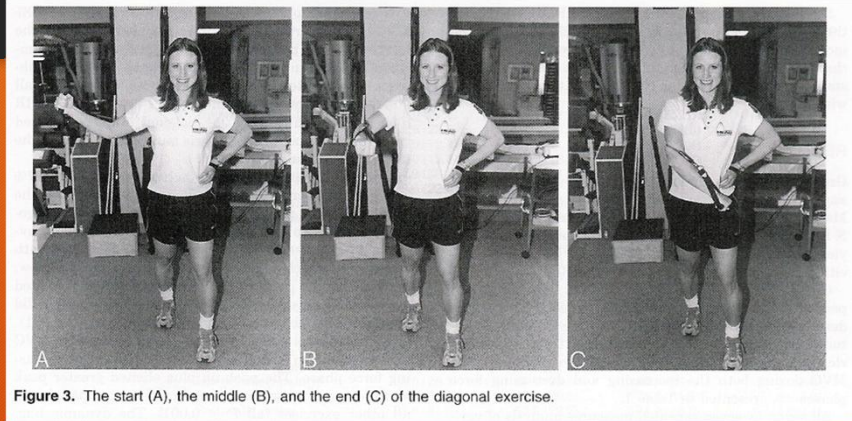 A
B
C
Figure 3. The start (A), the middle (B), and the end (C) of the diagonal exercise.